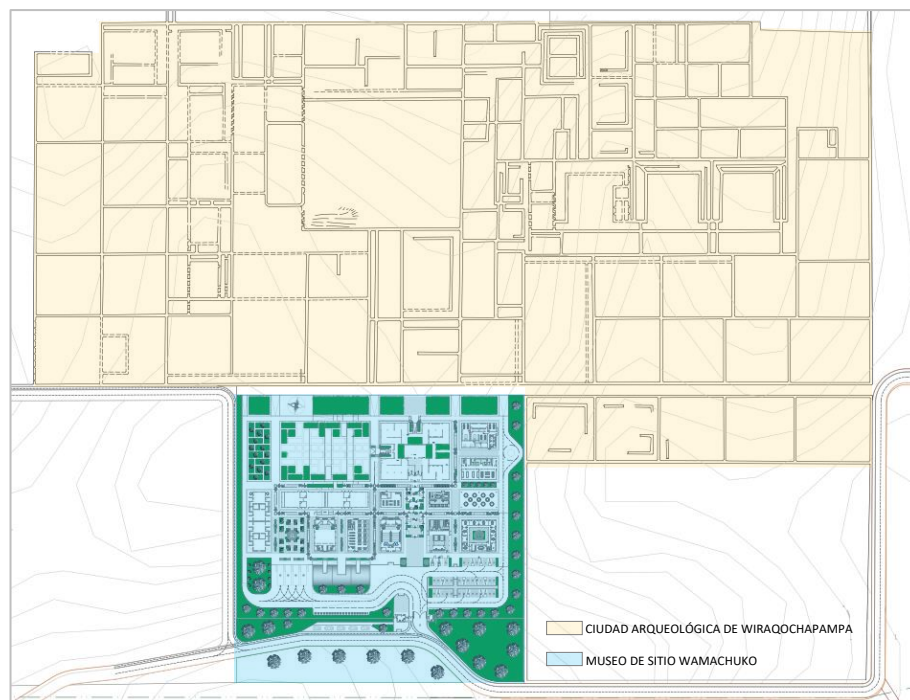 CIUDAD ARQUEOLÓGICA DE WIRAQOCHAPAMPA
MUSEO DE SITIO WAMACHUKO